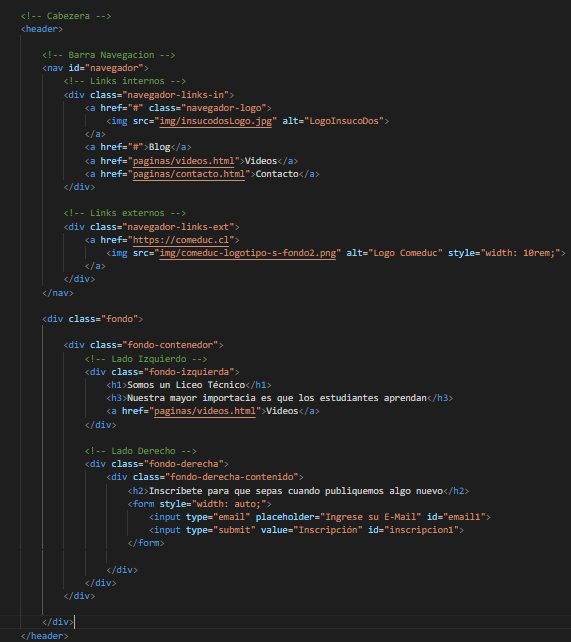 <!-- Cabezera -->
<header>
<!-- Barra Navegacion -->
<nav id="navegador">
<!-- Links internos -->
<div class="navegador-links-in">
<a href="#" class="navegador-logo">
<img src="img/insucodosLogo.jpg" alt="LogoInsucoDos">
</a>
<a href="#">Blog</a>
<a href="paginas/videos.html">Videos</a>
<a href="paginas/contacto.html">Contacto</a>
</div>
<!-- Links externos -->
<div class="navegador-links-ext">
<a href="https://comeduc.cl">
<img src="img/comeduc-logotipo-s-fondo2.png" alt="Logo Comeduc" style="width: 10rem;">
</a>
</div>
</nav>
<div class="fondo">
<div class="fondo-contenedor">
<!-- Lado Izquierdo -->
<div class="fondo-izquierda">
<h1>Somos un Liceo Técnico</h1>
<h3>Nuestra mayor importacia es que los estudiantes aprendan</h3>
<a href="paginas/videos.html">Videos</a>
</div>
<!-- Lado Derecho -->
<div class="fondo-derecha">
<div class="fondo-derecha-contenido">
<h2>Inscríbete para que sepas cuando publiquemos algo nuevo</h2>
<form style="width: auto;">
<input type="email" placeholder="Ingrese su E-Mail" id="email1">
<input type="submit" value="Inscripción" id="inscripcion1">
</form>
</div>
</div>
</div>
</div>
</header>